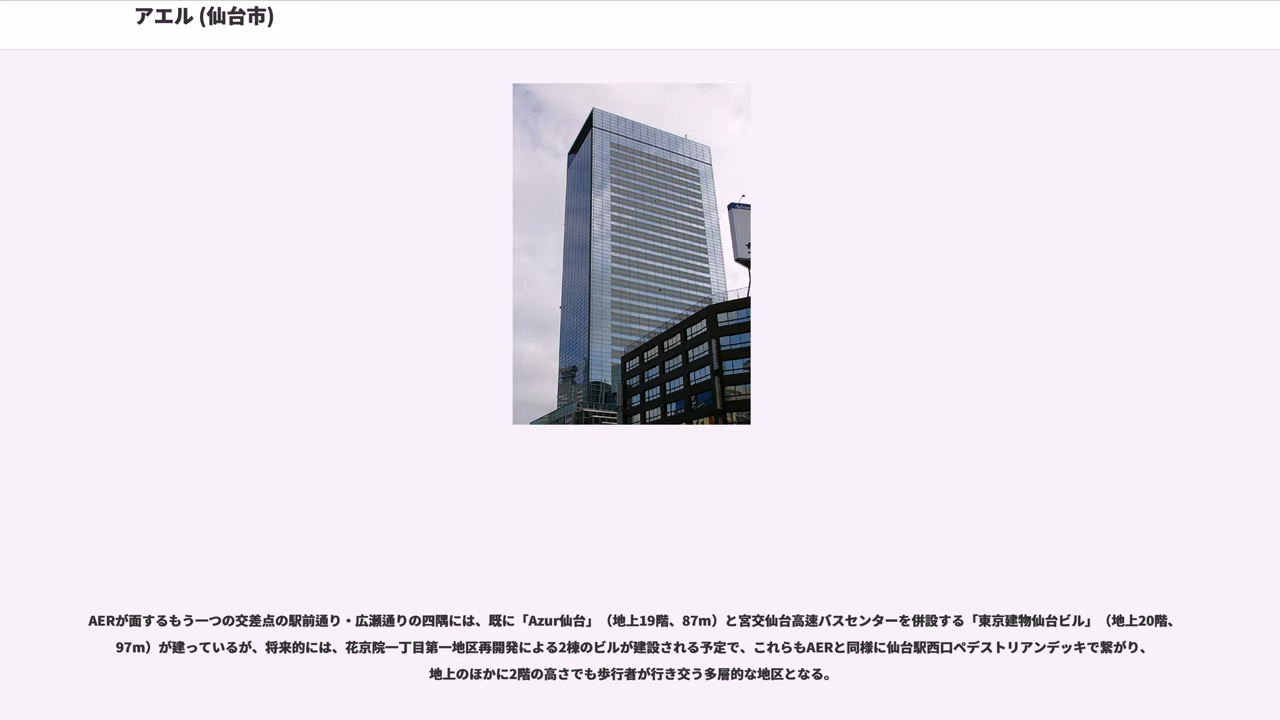 アエル (仙台市)
AERが面するもう一つの交差点の駅前通り・広瀬通りの四隅には、既に「Azur仙台」（地上19階、87m）と宮交仙台高速バスセンターを併設する「東京建物仙台ビル」（地上20階、
97m）が建っているが、将来的には、花京院一丁目第一地区再開発による2棟のビルが建設される予定で、これらもAERと同様に仙台駅西口ペデストリアンデッキで繋がり、
地上のほかに2階の高さでも歩行者が行き交う多層的な地区となる。